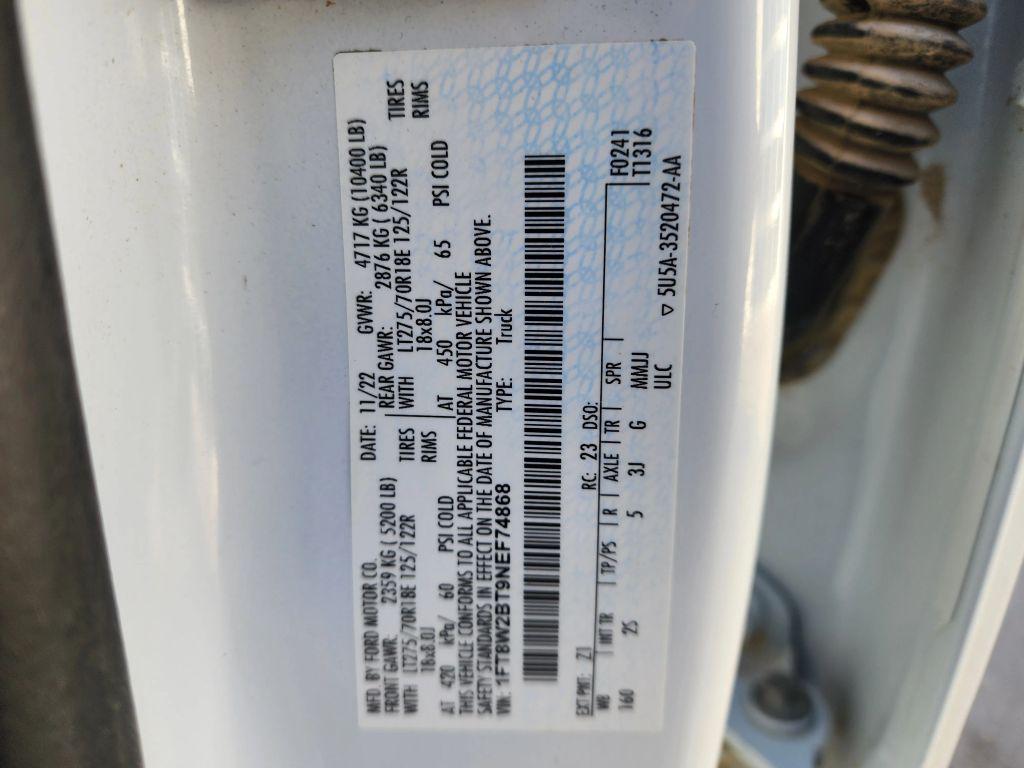 MFD. BY FORD MOTOR CO.
DATE: 11/22 GVWR: 4717 KG (10400 LB)
FRONT GAWR: 2359 KG ( 5200 LB) REAR GAWR: 2876 KG ( 6340 LB)
WITH LT275/70R18E 125/122R TIRES WITH LT275/70R18E 125/122R TIRES
18x8.0J RIMS 18x8.0J RIMS
AT 420 kPa/ 60 PSI COLD AT 450 kPa/ 65 PSI COLD
THIS VEHICLE CONFORMS TO ALL APPLICABLE FEDERAL MOTOR VEHICLE
SAFETY STANDARDS IN EFFECT ON THE DATE OF MANUFACTURE SHOWN ABOVE.
VIN: 1FT8W2BT9NEF74868 TYPE: Truck
EXT PNT: Z1 RC: 23 DSO: F0241
WB INT TR TP/PS R AXLE TR SPR T1316
160 2S 5 3J G MMJJ
ULC ▽ 5U5A-3520472-AA